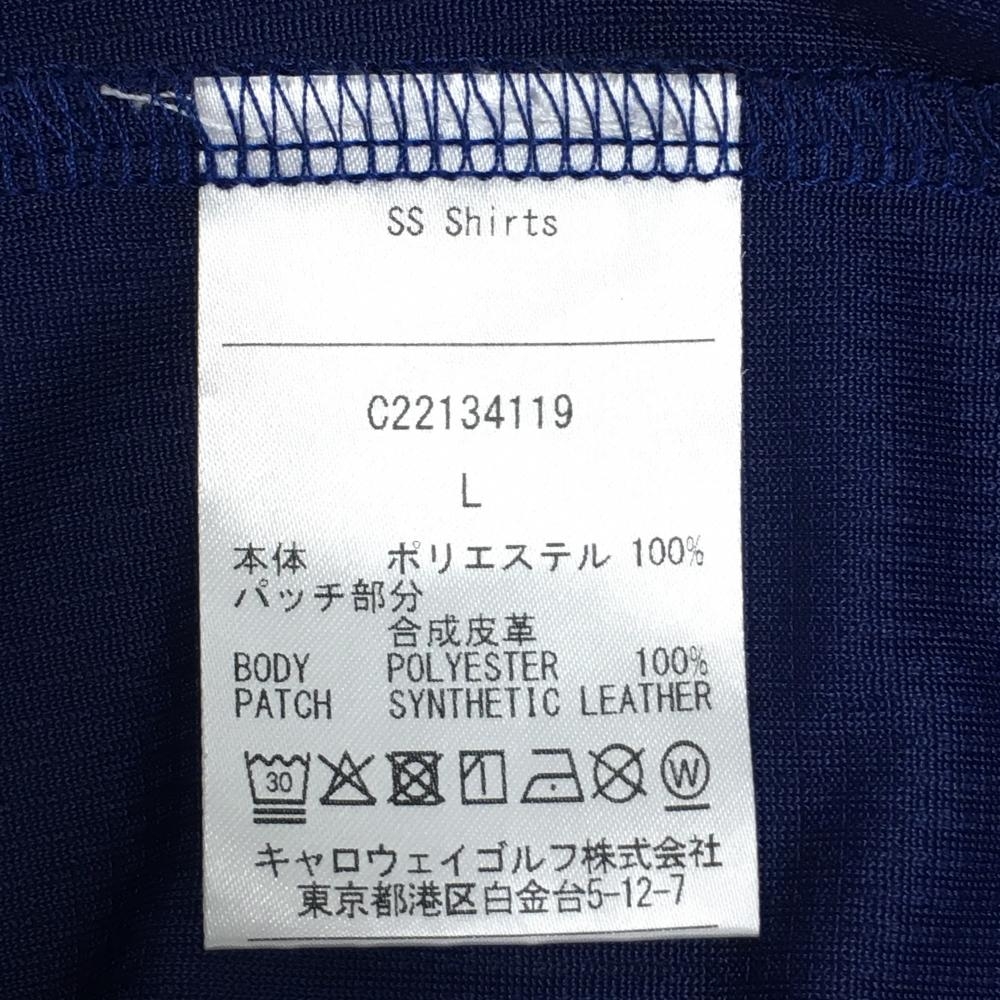 SS Shirts
C22134119
L
本体 ポリエステル 100%
パッチ部分
合成皮革
BODY POLYESTER 100%
PATCH SYNTHETIC LEATHER
30 W
キャロウェイゴルフ株式会社
東京都港区白金台5-12-7